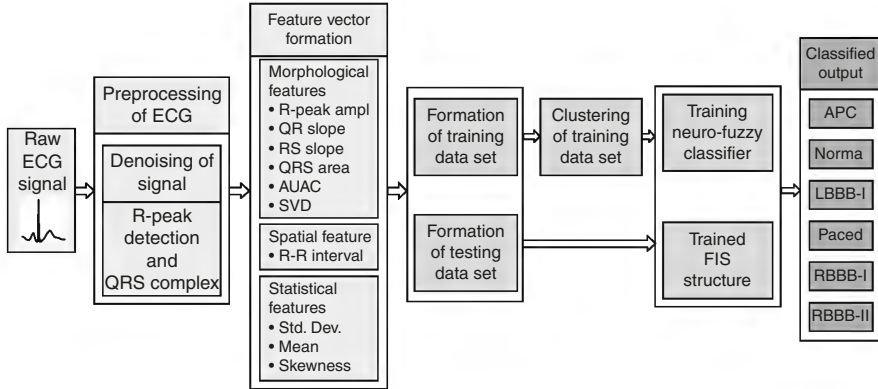 Raw
ECG
signal
Preprocessing
of ECG
Denoising of
signal
R-peak
detection
and
QRS complex
Feature vector
formation
Morphological
features
• R-peak ampl
• QR slope
• RS slope
• QRS area
• AUAC
• SVD
Spatial feature
• R-R interval
Statistical
features
• Std. Dev.
• Mean
• Skewness
Formation
of training
data set
Clustering
of training
data set
Training
neuro-fuzzy
classifier
Formation
of testing
data set
Trained
FIS
structure
Classified
output
APC
Norma
LBBB-I
Paced
RBBB-I
RBBB-II